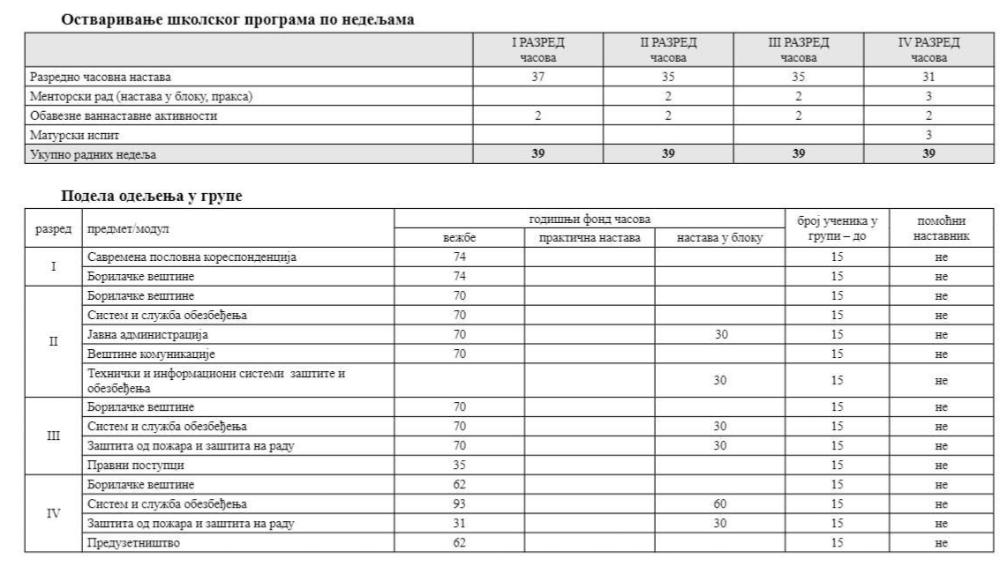 Остваривање школског програма по недељама
I РАЗРЕД II РАЗРЕД III РАЗРЕД IV РАЗРЕД
часова часова часова часова
Разредно часовна настава 37 35 35 31
Менторски рад (настава у блоку, пракса) 2 2 3
Обавезне ваннаставне активности 2 2 2 2
Матурски испит 3
Укупно радних недеља 39 39 39 39
Подела одељења у групе
разред предмет/модул годишњи фонд часова број ученика у групи – до помоћни наставник
вежбе практична настава настава у блоку
I Савремена пословна кореспонденција 74 15 не
Борилачке вештине 74 15 не
II Борилачке вештине 70 15 не
Систем и служба обезбеђења 70 15 не
Јавна администрација 70 30 15 не
Вештине комуникације 70 15 не
Технички и информациони системи заштите и
обезбеђења 30 15 не
III Борилачке вештине 70 15 не
Систем и служба обезбеђења 70 30 15 не
Заштита од пожара и заштита на раду 70 30 15 не
Правни поступци 35 15 не
IV Борилачке вештине 62 15 не
Систем и служба обезбеђења 93 60 15 не
Заштита од пожара и заштита на раду 31 30 15 не
Предузетништво 62 15 не